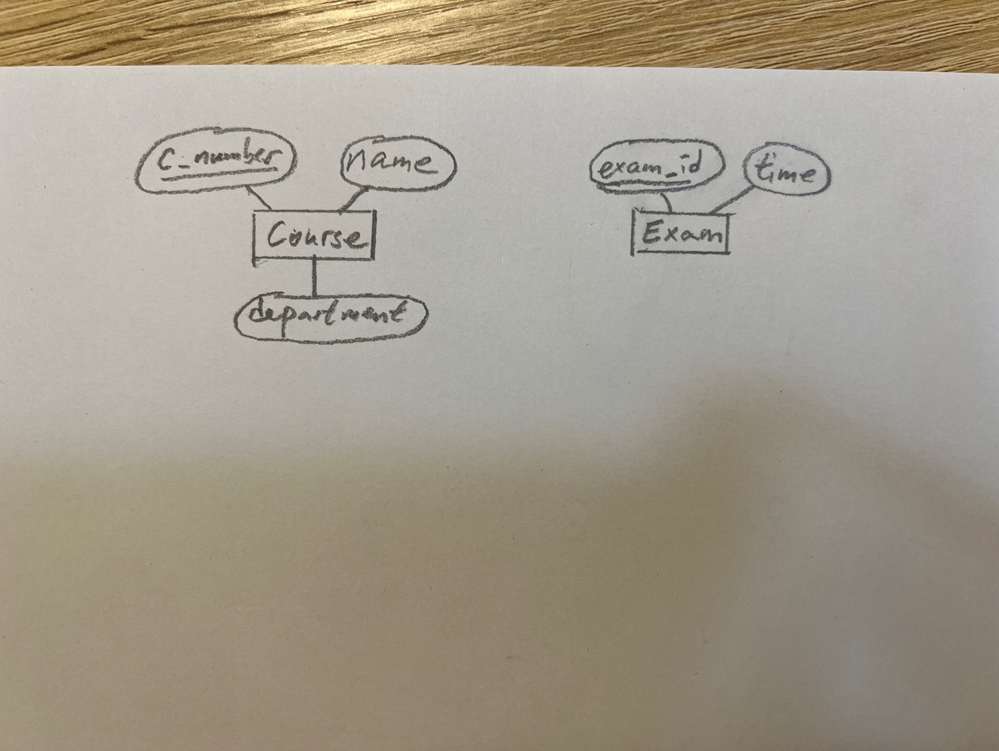 c_number
name
Course
department
exam_id
time
Exam